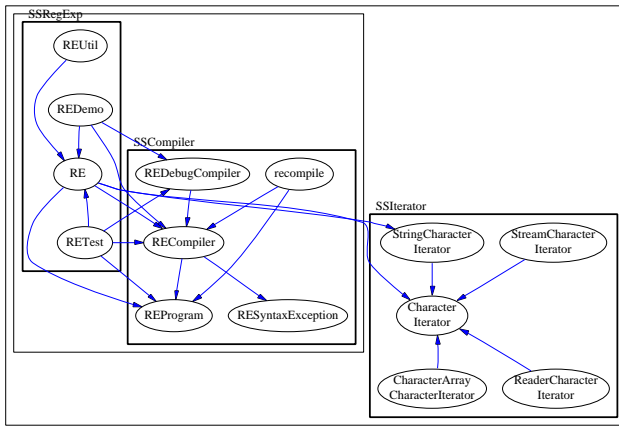 SSRegExp
REUtil
REDemo
RE
RETest
SSCompiler
REDebugCompiler
recompile
RECompiler
REProgram
RESyntaxException
SSIterator
StringCharacter
Iterator
StreamCharacter
Iterator
Character
Iterator
CharacterArray
CharacterIterator
ReaderCharacter
Iterator